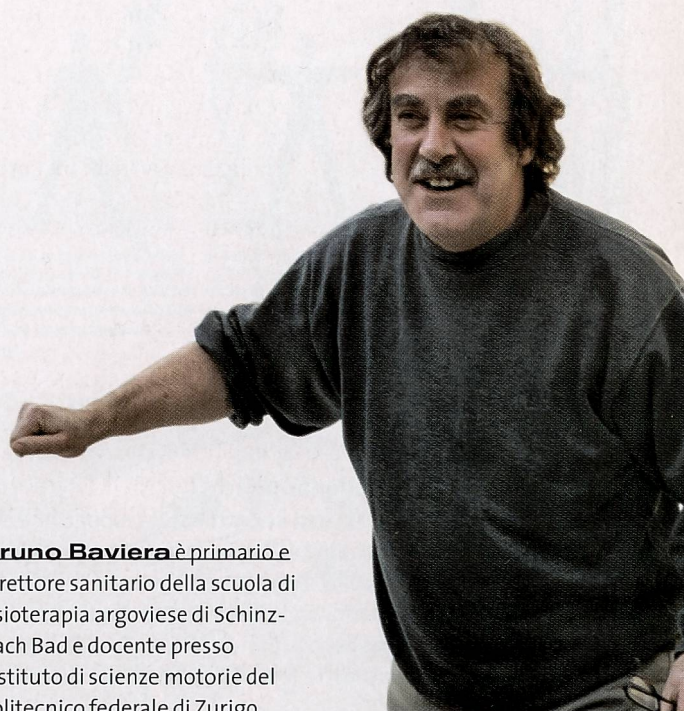 runo Baviera è primario e
rettore sanitario della scuola di
sioterapia argoviese di Schinz-
ach Bad e docente presso
stituto di scienze motorie del
olitecnico federale di Zurigo